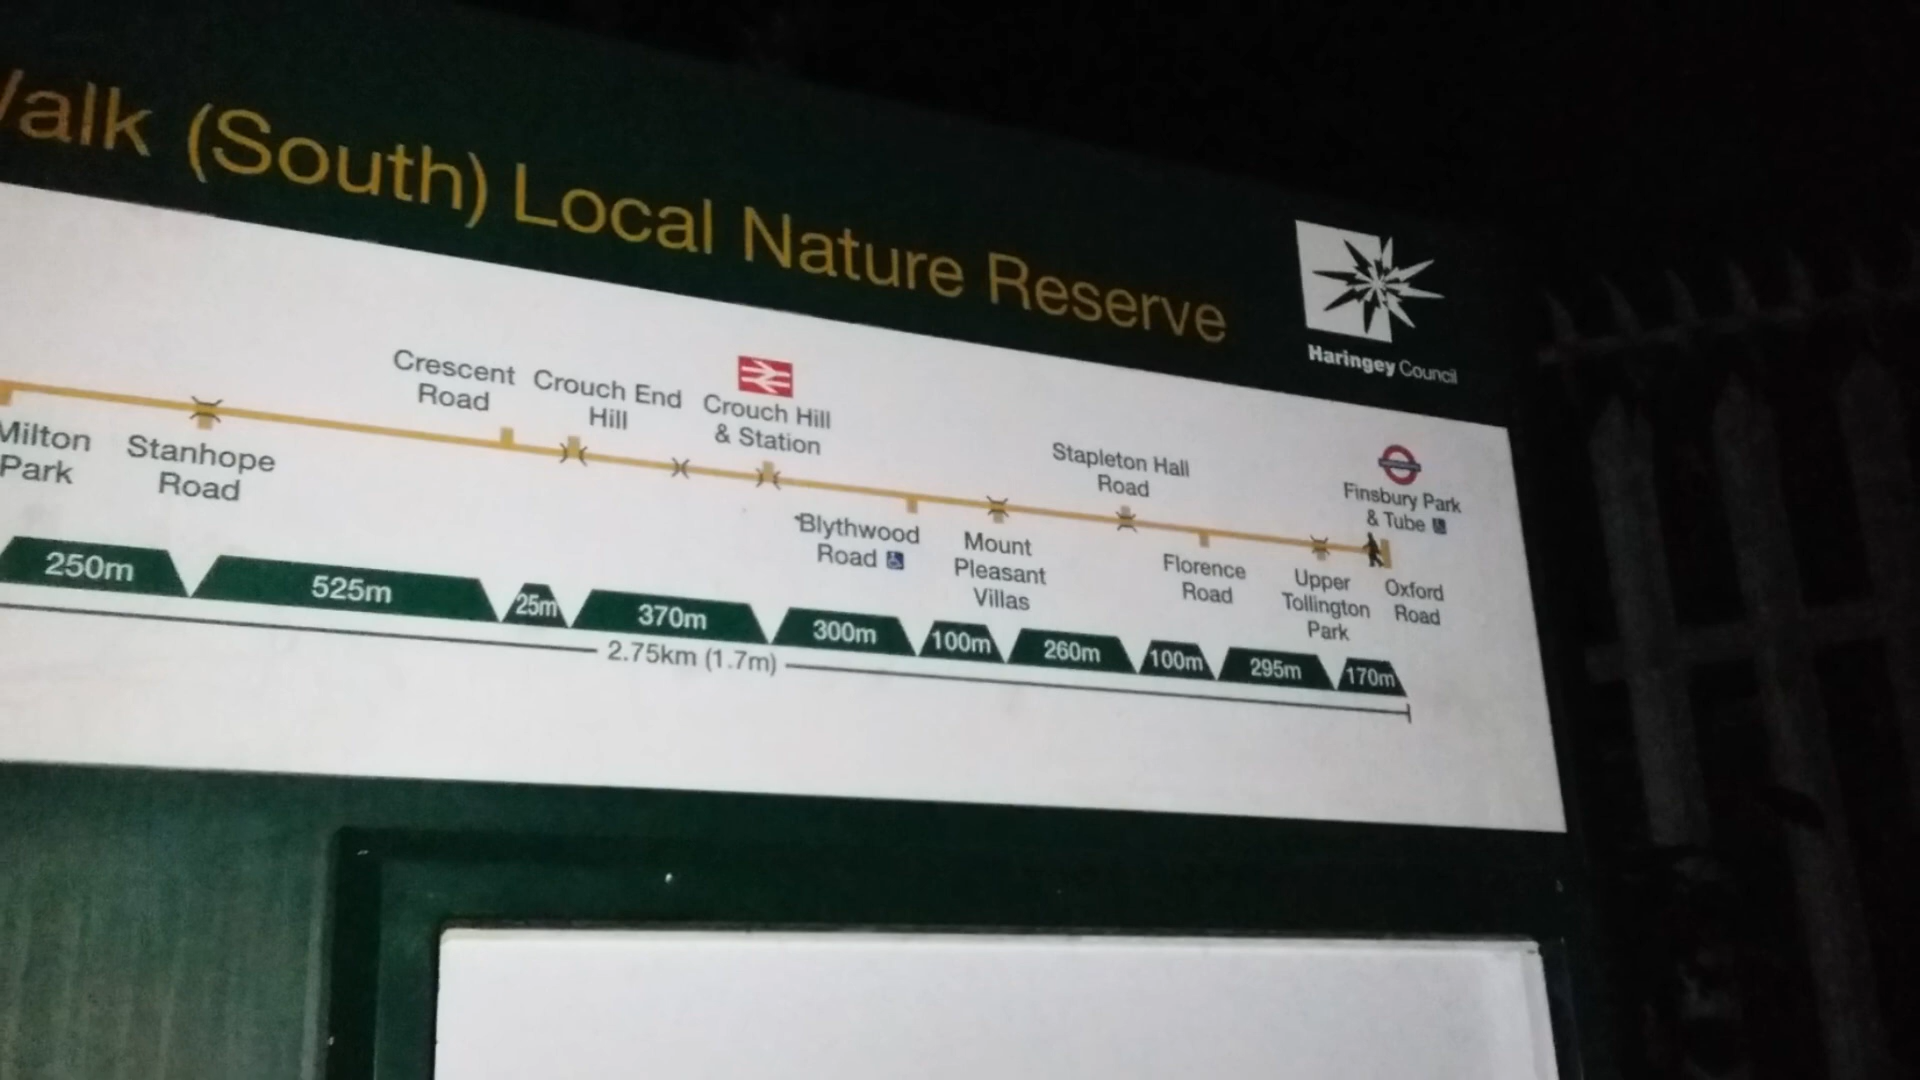 Walk (South) Local Nature Reserve
Haringey Council
Crescent
Road
Crouch End
Hill
Crouch Hill
& Station
Stapleton Hall
Road
Finsbury Park
& Tube
Milton
Park
Stanhope
Road
Blythwood
Road
Mount
Pleasant
Villas
Florence
Road
Upper
Tollington
Park
Oxford
Road
250m 525m 25m 370m 300m 100m 260m 100m 295m 170m
2.75km (1.7m)